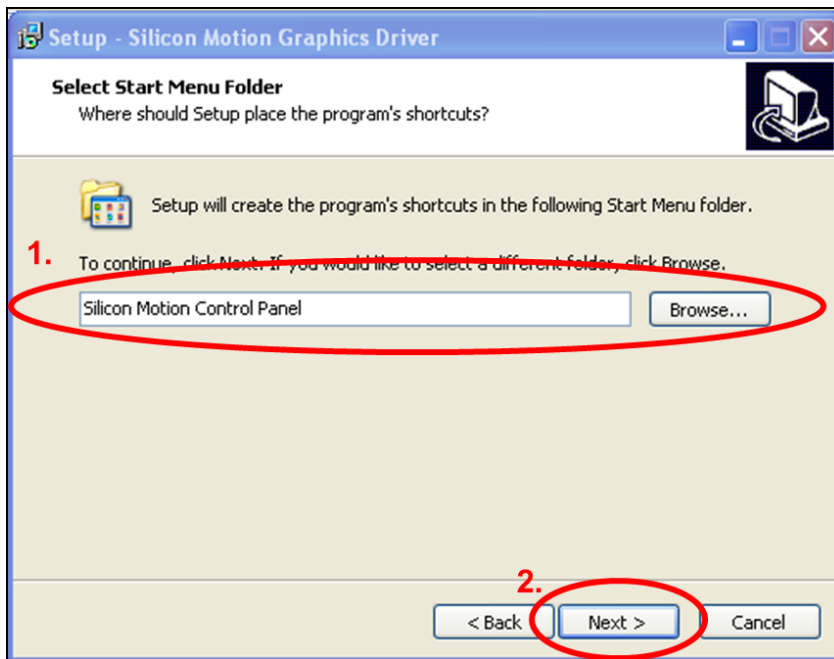 Setup - Silicon Motion Graphics Driver
Select Start Menu Folder
Where should Setup place the program's shortcuts?
Setup will create the program's shortcuts in the following Start Menu folder.
1.
To continue, click Next. If you would like to select a different folder, click Browse.
Silicon Motion Control Panel
Browse...
2.
< Back
Next >
Cancel